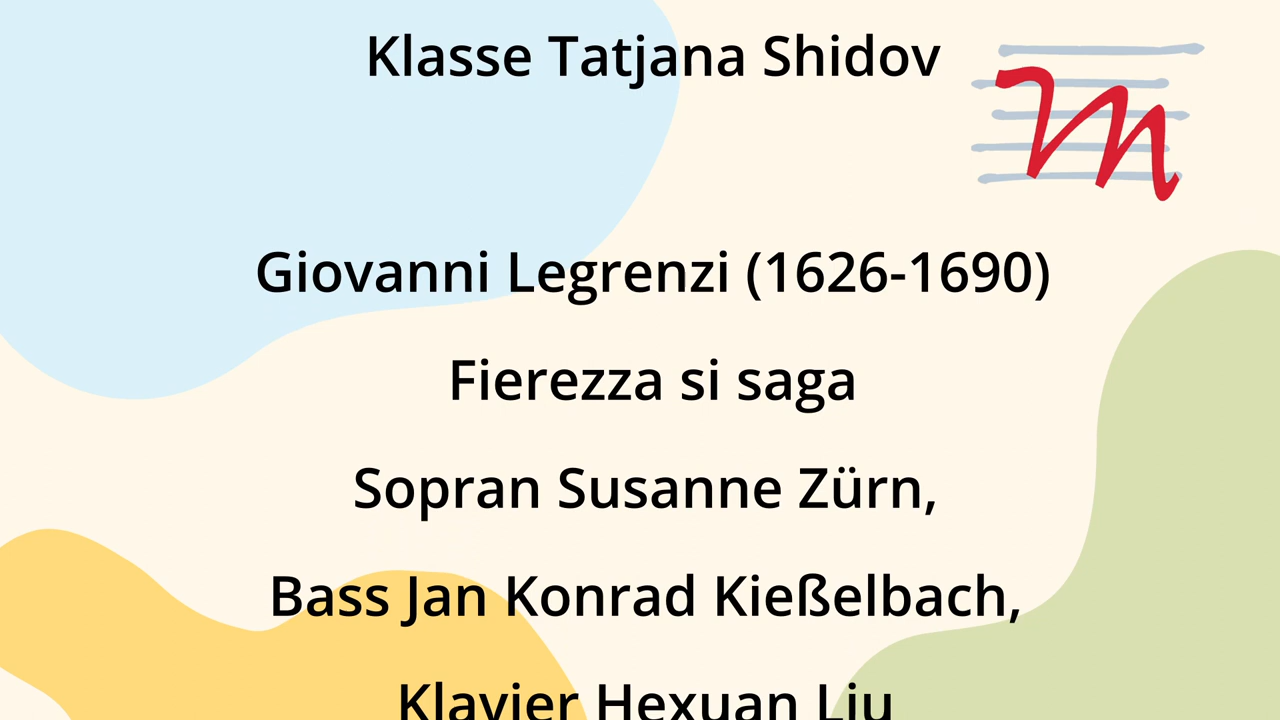 Klasse Tatjana Shidov
Giovanni Legrenzi (1626-1690)
Fierezza si saga
Sopran Susanne Zürn,
Bass Jan Konrad Kießelbach,
Klavier Hexuan Liu